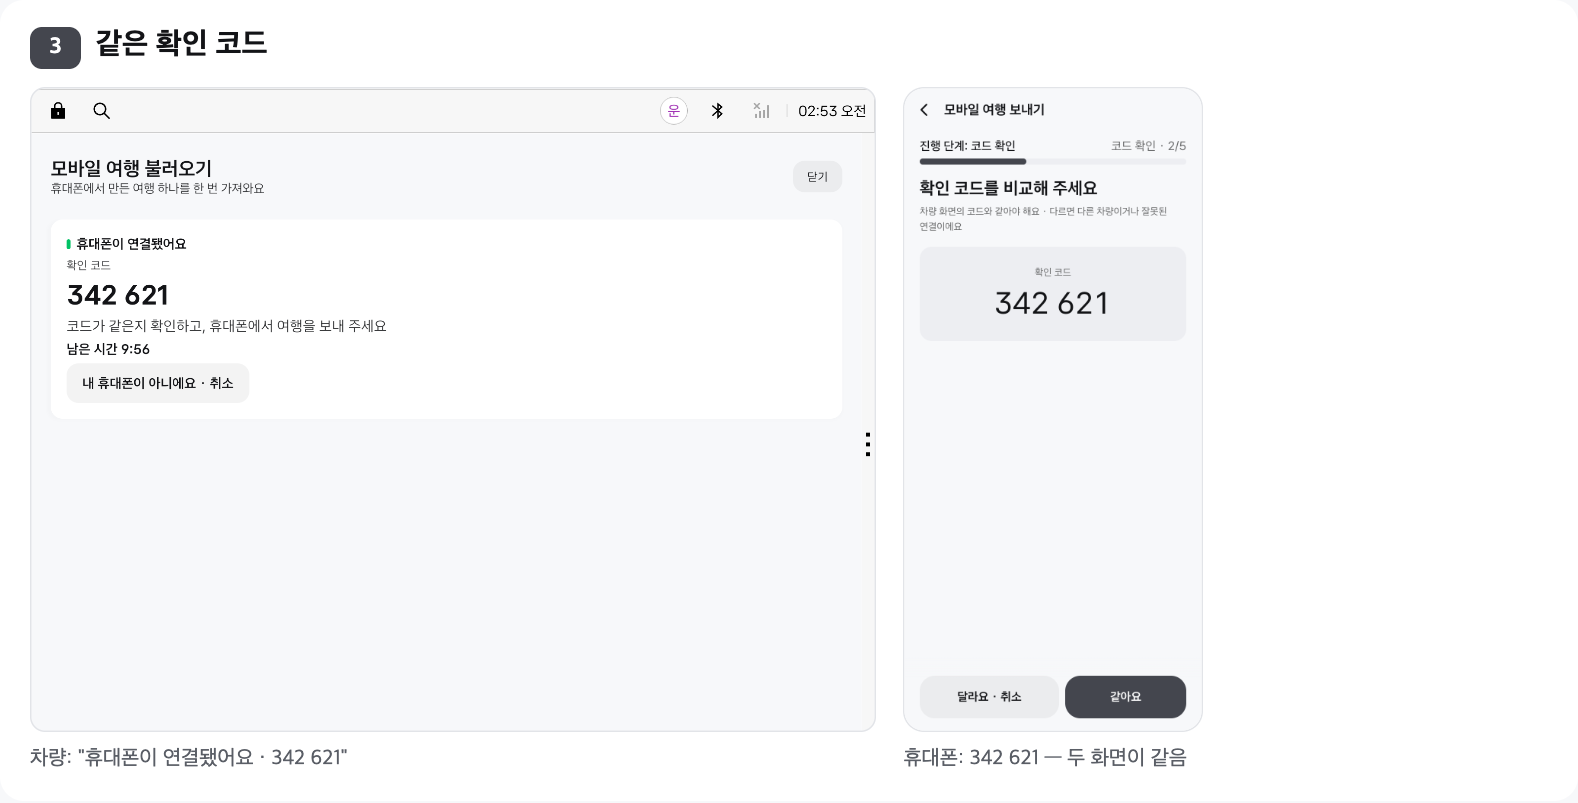 3 같은 확인 코드
운 02:53 오전
모바일 여행 불러오기
휴대폰에서 만든 여행 하나를 한 번 가져와요
닫기
휴대폰이 연결됐어요
확인 코드
342 621
코드가 같은지 확인하고, 휴대폰에서 여행을 보내 주세요
남은 시간 9:56
내 휴대폰이 아니에요 · 취소
차량: "휴대폰이 연결됐어요 · 342 621"
모바일 여행 보내기
진행 단계: 코드 확인 코드 확인 · 2/5
확인 코드를 비교해 주세요
차량 화면의 코드와 같아야 해요 · 다르면 다른 차량이거나 잘못된
연결이에요
확인 코드
342 621
달라요 · 취소 같아요
휴대폰: 342 621 — 두 화면이 같음